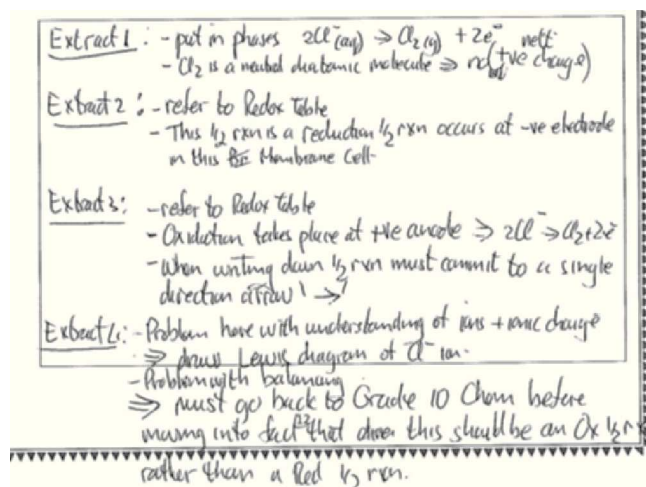 Extract 1: - put in phases 2Cl⁻(aq) ⇒ Cl₂(g) + 2e⁻
- Cl₂ is a neutral diatomic molecule ⇒ no nett (+ve charge)
Extract 2: - refer to Redox Table
- This ½ rxn is a reduction ½ rxn occurs at -ve electrode
in this Membrane Cell.
Extract 3: - refer to Redox Table
- Oxidation takes place at +ve anode ⇒ 2Cl⁻ → Cl₂ + 2e⁻
- When writing down ½ rxn must commit to a single
direction arrow '→'
Extract 4: - Problem here with understanding of ions + ionic charge
⇒ draw Lewis diagram of Cl⁻ ion.
- Problem with balancing
⇒ must go back to Grade 10 Chem before
moving into fact that this should be an Ox ½ rx
rather than a Red ½ rxn.